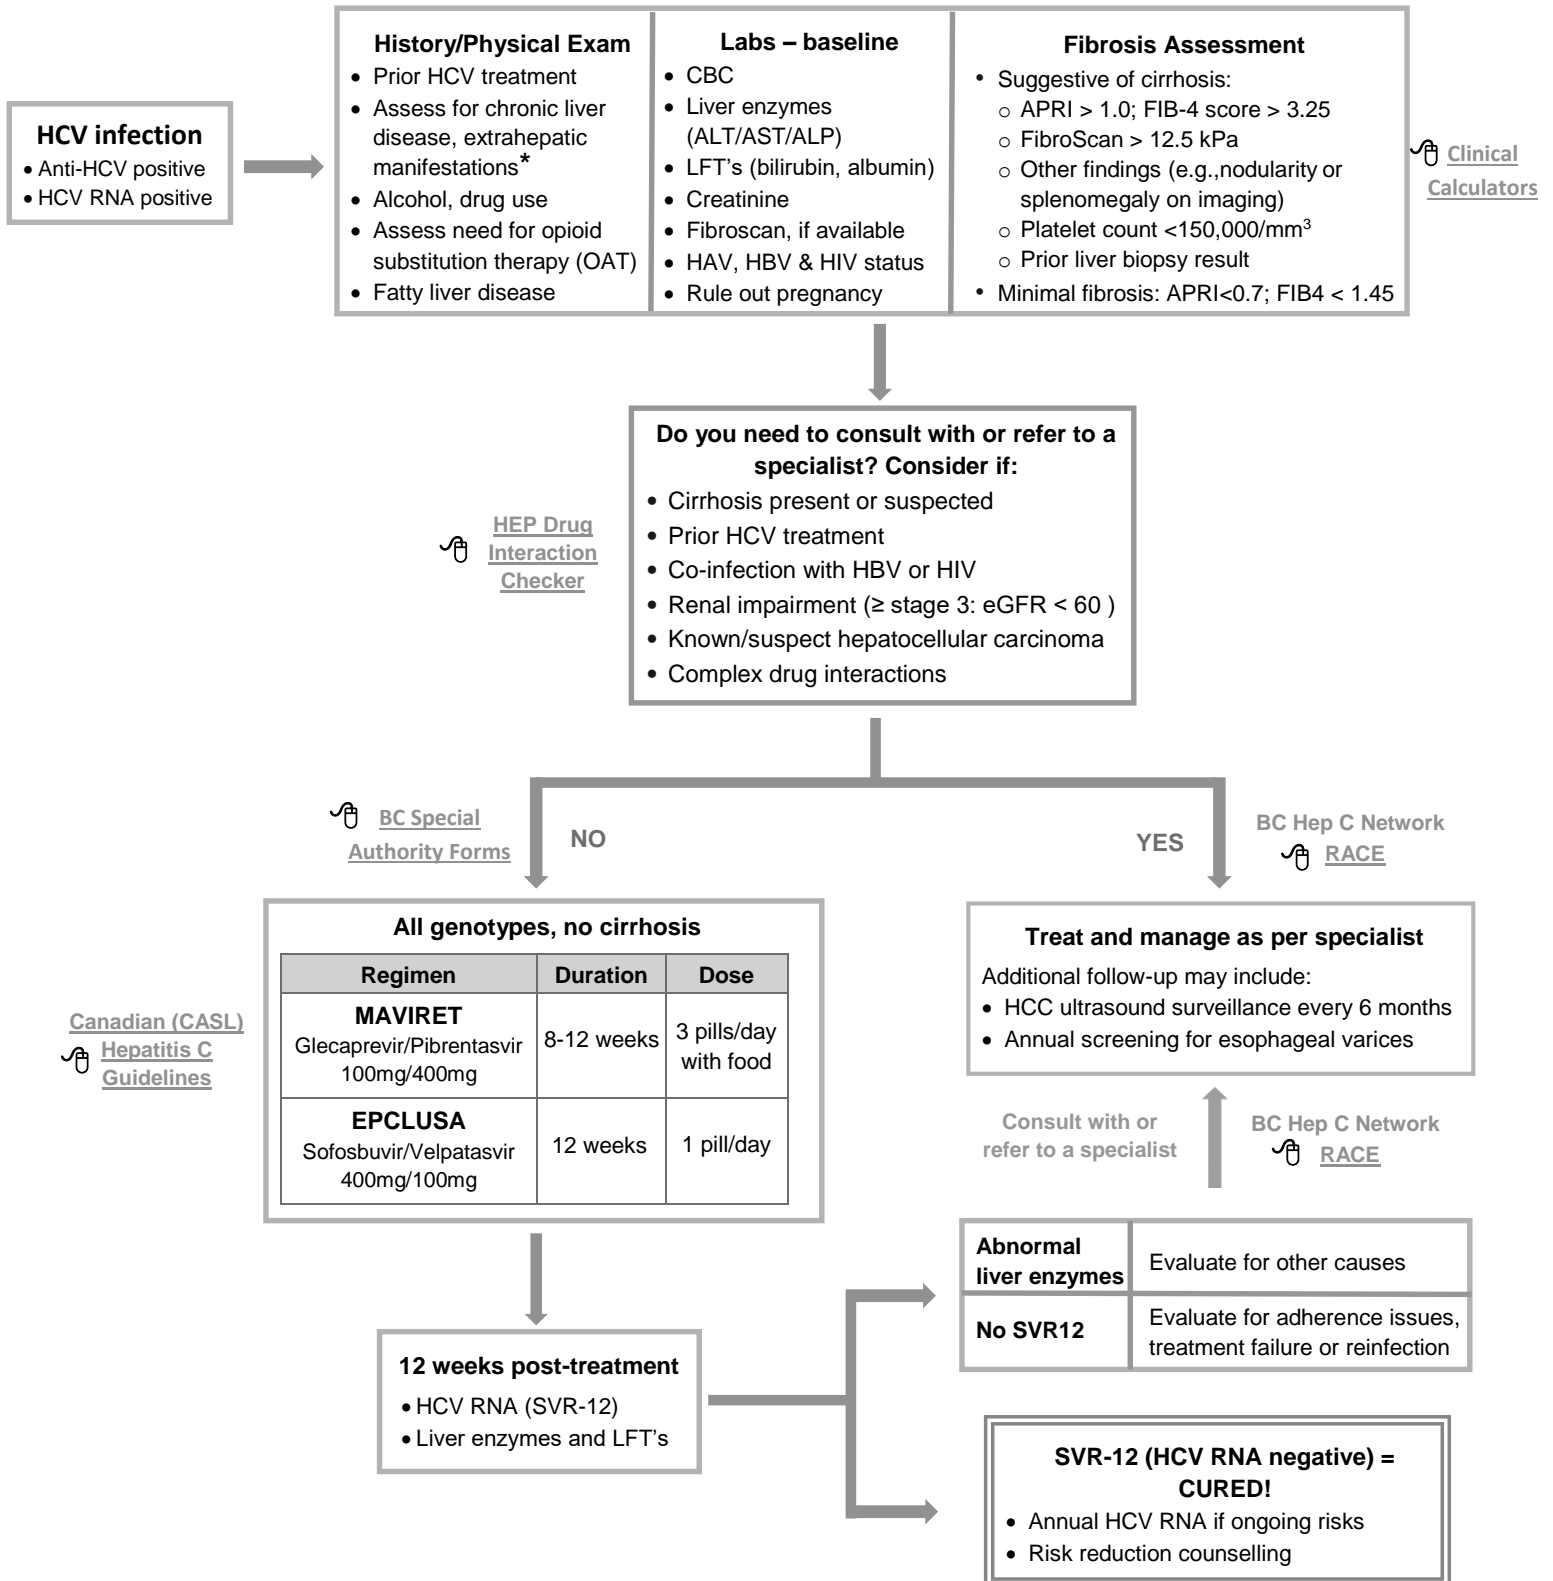 HCV infection
• Anti-HCV positive
• HCV RNA positive
History/Physical Exam
• Prior HCV treatment
• Assess for chronic liver
disease, extrahepatic
manifestations*
• Alcohol, drug use
• Assess need for opioid
substitution therapy (OAT)
• Fatty liver disease
Labs – baseline
• CBC
• Liver enzymes
(ALT/AST/ALP)
• LFT's (bilirubin, albumin)
• Creatinine
• Fibroscan, if available
• HAV, HBV & HIV status
• Rule out pregnancy
Fibrosis Assessment
• Suggestive of cirrhosis:
o APRI > 1.0; FIB-4 score > 3.25
o FibroScan > 12.5 kPa
o Other findings (e.g.,nodularity or
splenomegaly on imaging)
o Platelet count <150,000/mm³
o Prior liver biopsy result
• Minimal fibrosis: APRI<0.7; FIB4 < 1.45
Clinical
Calculators
Do you need to consult with or refer to a
specialist? Consider if:
• Cirrhosis present or suspected
• Prior HCV treatment
• Co-infection with HBV or HIV
• Renal impairment (≥ stage 3: eGFR < 60 )
• Known/suspect hepatocellular carcinoma
• Complex drug interactions
HEP Drug
Interaction
Checker
BC Special
Authority Forms
NO
YES
BC Hep C Network
RACE
All genotypes, no cirrhosis
Regimen Duration Dose
MAVIRET
Glecaprevir/Pibrentasvir
100mg/400mg
8-12 weeks
3 pills/day
with food
EPCLUSA
Sofosbuvir/Velpatasvir
400mg/100mg
12 weeks
1 pill/day
Canadian (CASL)
Hepatitis C
Guidelines
Treat and manage as per specialist
Additional follow-up may include:
• HCC ultrasound surveillance every 6 months
• Annual screening for esophageal varices
Consult with or
refer to a specialist
BC Hep C Network
RACE
Abnormal
liver enzymes
Evaluate for other causes
No SVR12
Evaluate for adherence issues,
treatment failure or reinfection
12 weeks post-treatment
• HCV RNA (SVR-12)
• Liver enzymes and LFT's
SVR-12 (HCV RNA negative) =
CURED!
• Annual HCV RNA if ongoing risks
• Risk reduction counselling